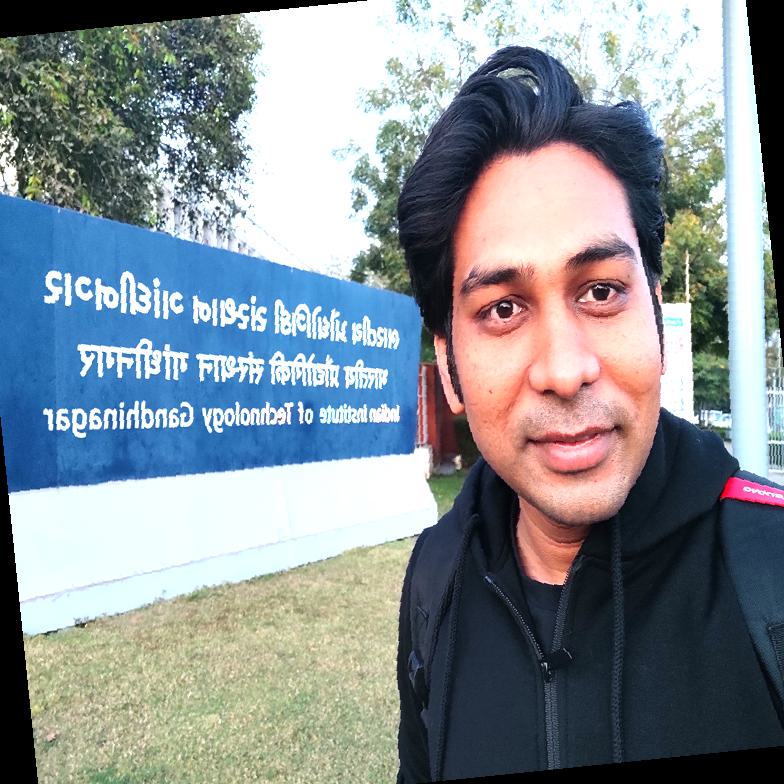 ભારતીય પ્રૌદ્યોગિકી સંસ્થાન ગાંધીનગર
भारतीय प्रौद्योगिकी संस्थान गांधीनगर
Indian Institute of Technology Gandhinagar